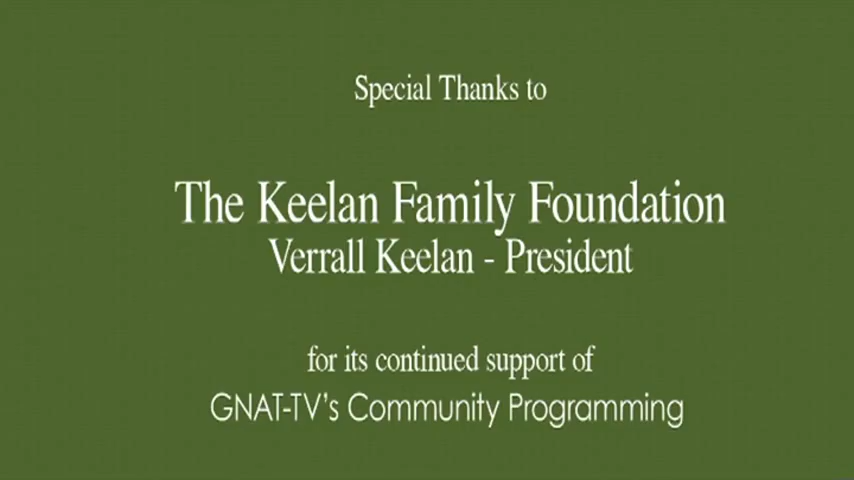 Special Thanks to
The Keelan Family Foundation
Verrall Keelan - President
for its continued support of
GNAT-TV's Community Programming